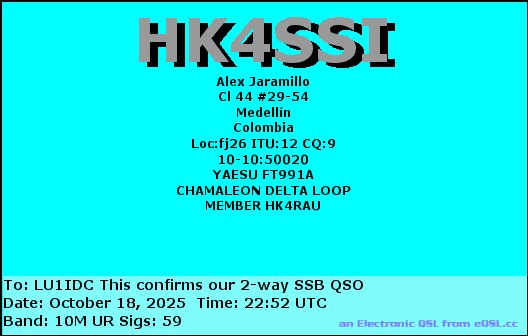 HK4SSI
Alex Jaramillo
Cl 44 #29-54
Medellín
Colombia
Loc:fj26 ITU:12 CQ:9
10-10:50020
YAESU FT991A
CHAMALEON DELTA LOOP
MEMBER HK4RAU
To: LU1IDC This confirms our 2-way SSB QSO
Date: October 18, 2025 Time: 22:52 UTC
Band: 10M UR Sigs: 59
an Electronic QSL from eQSL.cc